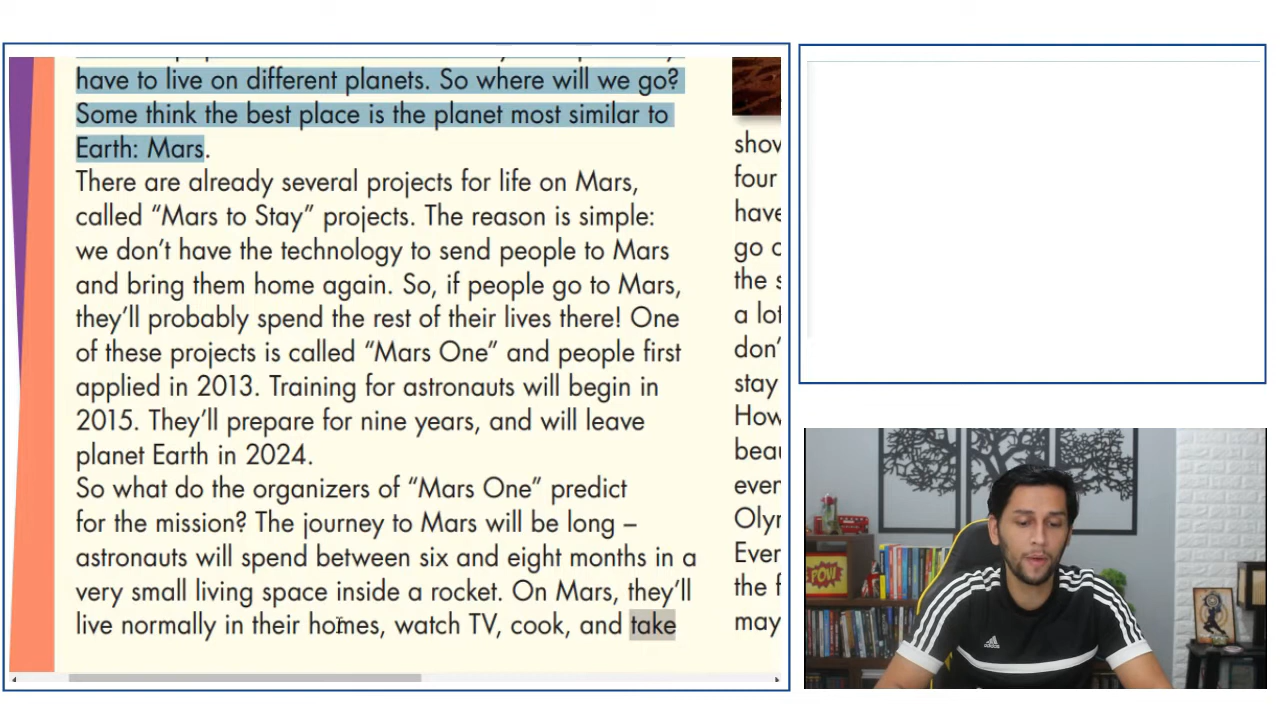 have to live on different planets. So where will we go?
Some think the best place is the planet most similar to
Earth: Mars.
There are already several projects for life on Mars,
called “Mars to Stay” projects. The reason is simple:
we don’t have the technology to send people to Mars
and bring them home again. So, if people go to Mars,
they’ll probably spend the rest of their lives there! One
of these projects is called “Mars One” and people first
applied in 2013. Training for astronauts will begin in
2015. They’ll prepare for nine years, and will leave
planet Earth in 2024.
So what do the organizers of “Mars One” predict
for the mission? The journey to Mars will be long –
astronauts will spend between six and eight months in a
very small living space inside a rocket. On Mars, they’ll
live normally in their homes, watch TV, cook, and take
four
have
go
the
a lot
don’
stay
the
may
POW
adidas